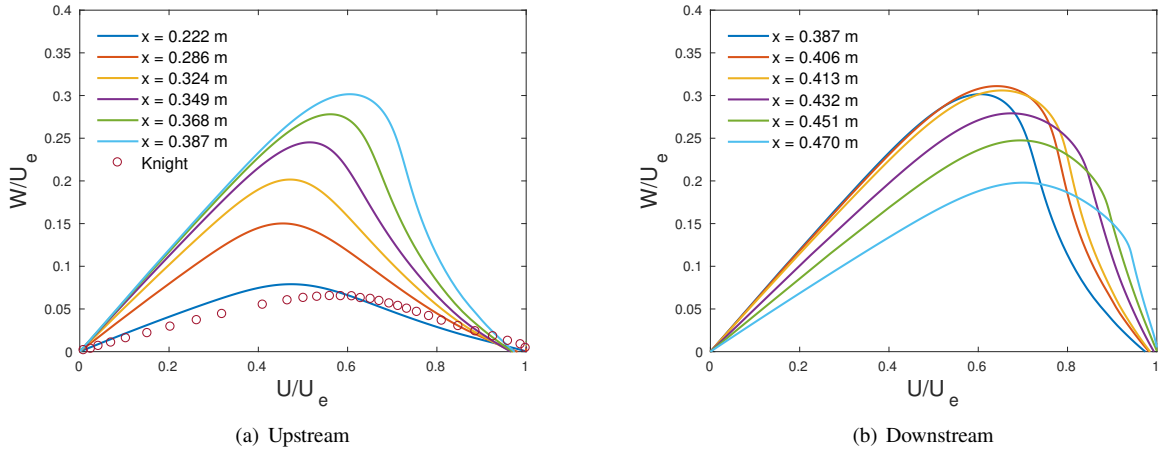 0.4
0.35
0.3
0.25
0.2
0.15
0.1
0.05
0
W/U_e
x = 0.222 m
x = 0.286 m
x = 0.324 m
x = 0.349 m
x = 0.368 m
x = 0.387 m
Knight
0 0.2 0.4 0.6 0.8 1
U/U_e
(a) Upstream
0.4
0.35
0.3
0.25
0.2
0.15
0.1
0.05
0
W/U_e
x = 0.387 m
x = 0.406 m
x = 0.413 m
x = 0.432 m
x = 0.451 m
x = 0.470 m
0 0.2 0.4 0.6 0.8 1
U/U_e
(b) Downstream